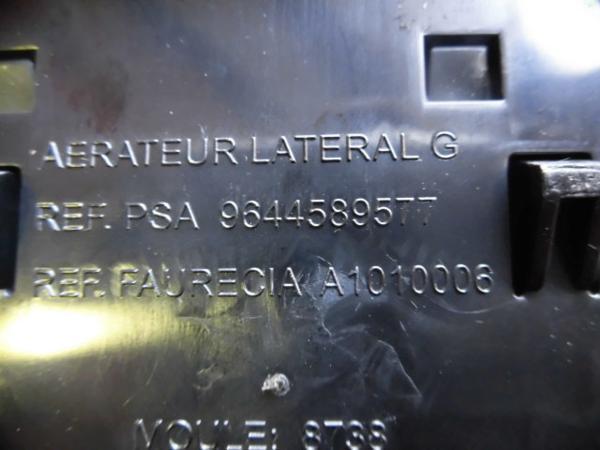 AERATEUR LATERAL G
REF. PSA 9644589577
REF. FAURECIA A1010006
MOULE: 8738